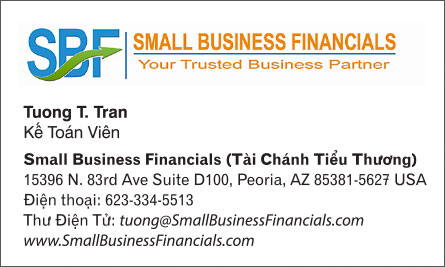 SBF SMALL BUSINESS FINANCIALS
Your Trusted Business Partner
Tuong T. Tran
Kế Toán Viên
Small Business Financials (Tài Chánh Tiểu Thương)
15396 N. 83rd Ave Suite D100, Peoria, AZ 85381-5627 USA
Điện thoại: 623-334-5513
Thư Điện Tử: tuong@SmallBusinessFinancials.com
www.SmallBusinessFinancials.com